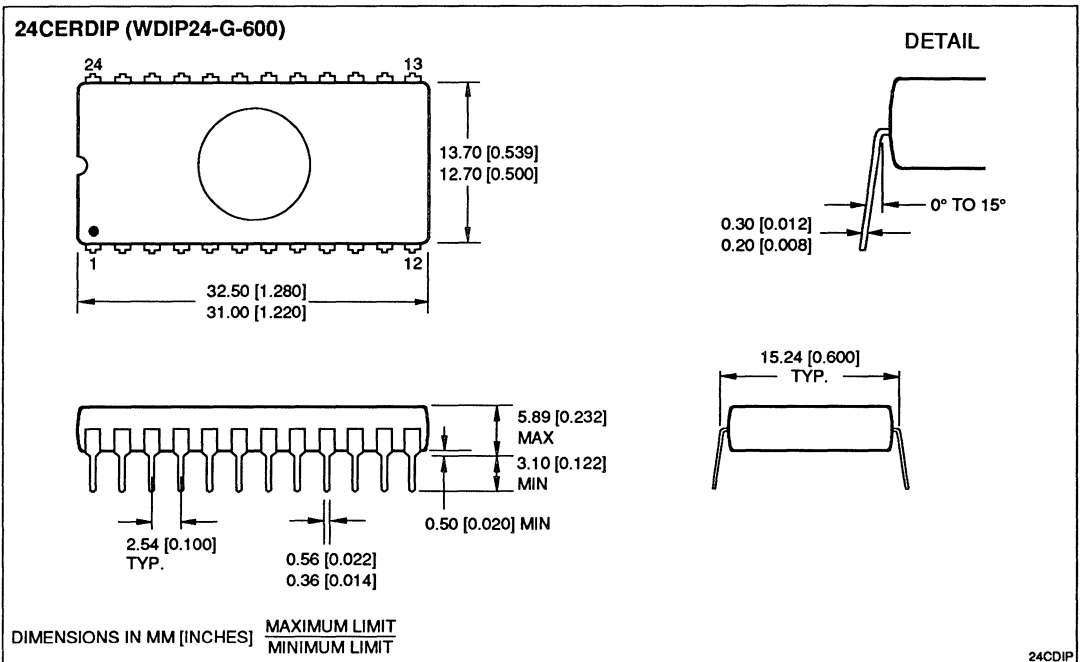 24CERDIP (WDIP24-G-600)
DETAIL
24
13
13.70 [0.539]
12.70 [0.500]
0° TO 15°
0.30 [0.012]
0.20 [0.008]
1
12
32.50 [1.280]
31.00 [1.220]
15.24 [0.600]
TYP.
5.89 [0.232]
MAX
3.10 [0.122]
MIN
0.50 [0.020] MIN
2.54 [0.100]
TYP.
0.56 [0.022]
0.36 [0.014]
DIMENSIONS IN MM [INCHES]
MAXIMUM LIMIT
MINIMUM LIMIT
24CDIP